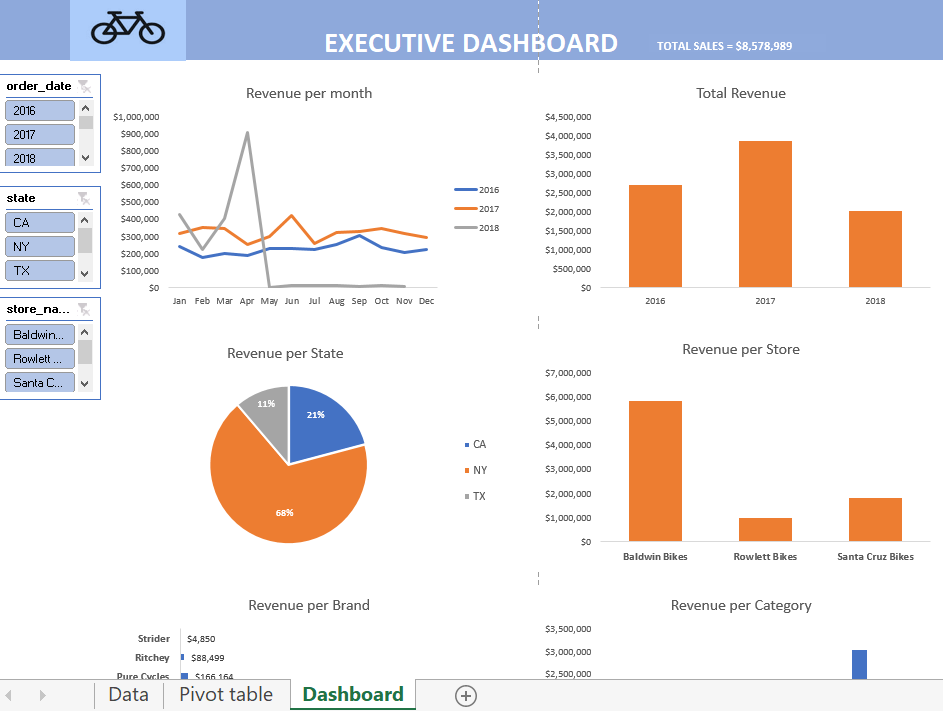 EXECUTIVE DASHBOARD
TOTAL SALES = $8,578,989
order_date
2016
2017
2018
state
CA
NY
TX
store_na...
Baldwin...
Rowlett ...
Santa C...
Revenue per month
$1,000,000
$900,000
$800,000
$700,000
$600,000
$500,000
$400,000
$300,000
$200,000
$100,000
$0
Jan Feb Mar Apr May Jun Jul Aug Sep Oct Nov Dec
2016
2017
2018
Total Revenue
$4,500,000
$4,000,000
$3,500,000
$3,000,000
$2,500,000
$2,000,000
$1,500,000
$1,000,000
$500,000
$0
2016 2017 2018
Revenue per State
11%
21%
68%
CA
NY
TX
Revenue per Store
$7,000,000
$6,000,000
$5,000,000
$4,000,000
$3,000,000
$2,000,000
$1,000,000
$0
Baldwin Bikes Rowlett Bikes Santa Cruz Bikes
Revenue per Brand
Strider $4,850
Ritchey $88,499
Pure Cycles $166,164
Revenue per Category
$3,500,000
$3,000,000
$2,500,000
Data Pivot table Dashboard